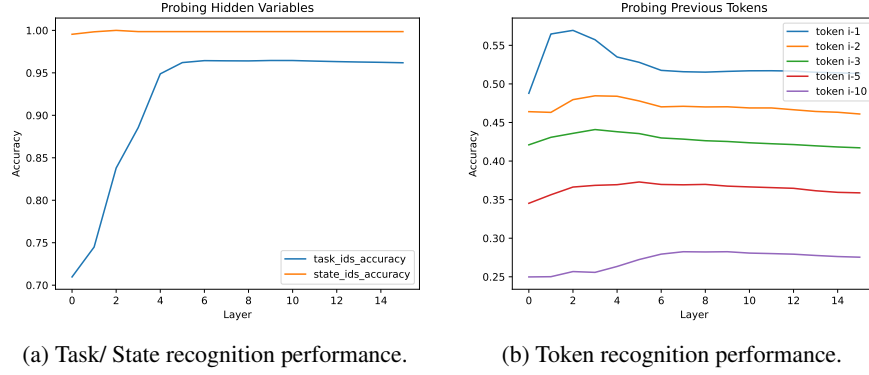 Probing Hidden Variables
1.00
0.95
0.90
0.85
0.80
0.75
0.70
Accuracy
0 2 4 6 8 10 12 14
Layer
task_ids_accuracy
state_ids_accuracy
(a) Task/ State recognition performance.
Probing Previous Tokens
0.55
0.50
0.45
0.40
0.35
0.30
0.25
Accuracy
0 2 4 6 8 10 12 14
Layer
token i-1
token i-2
token i-3
token i-5
token i-10
(b) Token recognition performance.